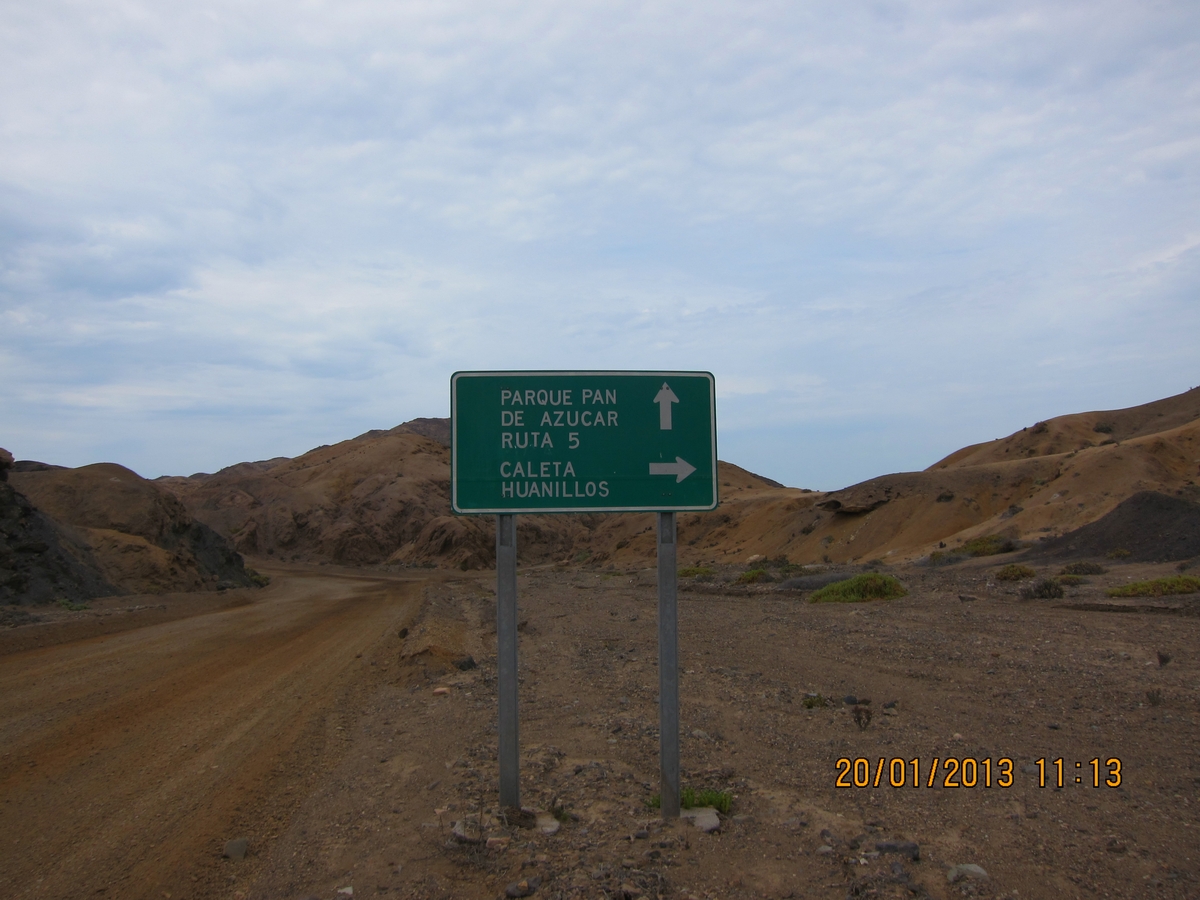 PARQUE PAN
DE AZUCAR
RUTA 5
CALETA
HUANILLOS
20/01/2013 11:13